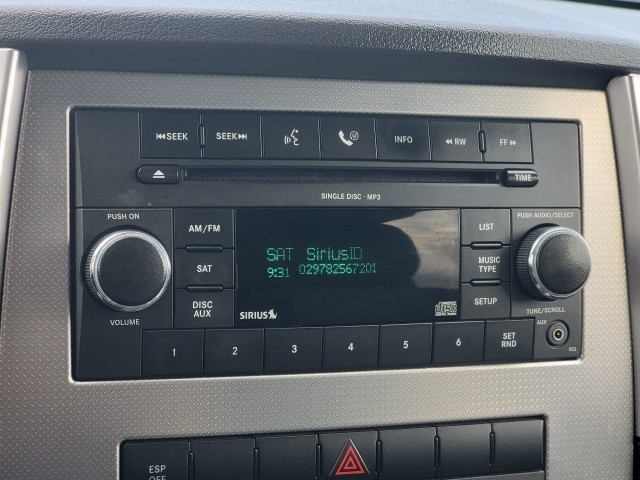 SEEK
SEEK
INFO
RW
FF
TIME
SINGLE DISC · MP3
PUSH ON
VOLUME
AM/FM
SAT
DISC
AUX
SAT SiriusID
9:31 029782567201
SIRIUS
LIST
MUSIC
TYPE
SETUP
PUSH AUDIO/SELECT
TUNE/SCROLL
AUX
1
2
3
4
5
6
SET
RND
ESP
OFF